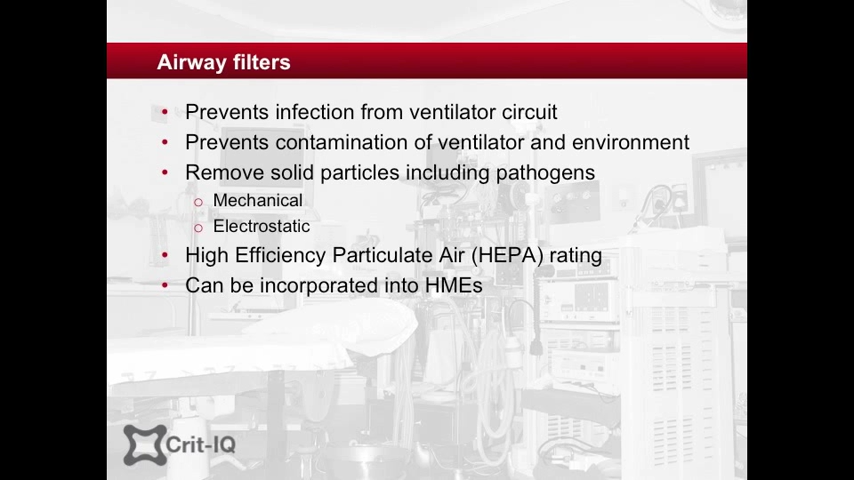 Airway filters
• Prevents infection from ventilator circuit
• Prevents contamination of ventilator and environment
• Remove solid particles including pathogens
o Mechanical
o Electrostatic
• High Efficiency Particulate Air (HEPA) rating
• Can be incorporated into HMEs
Crit-IQ